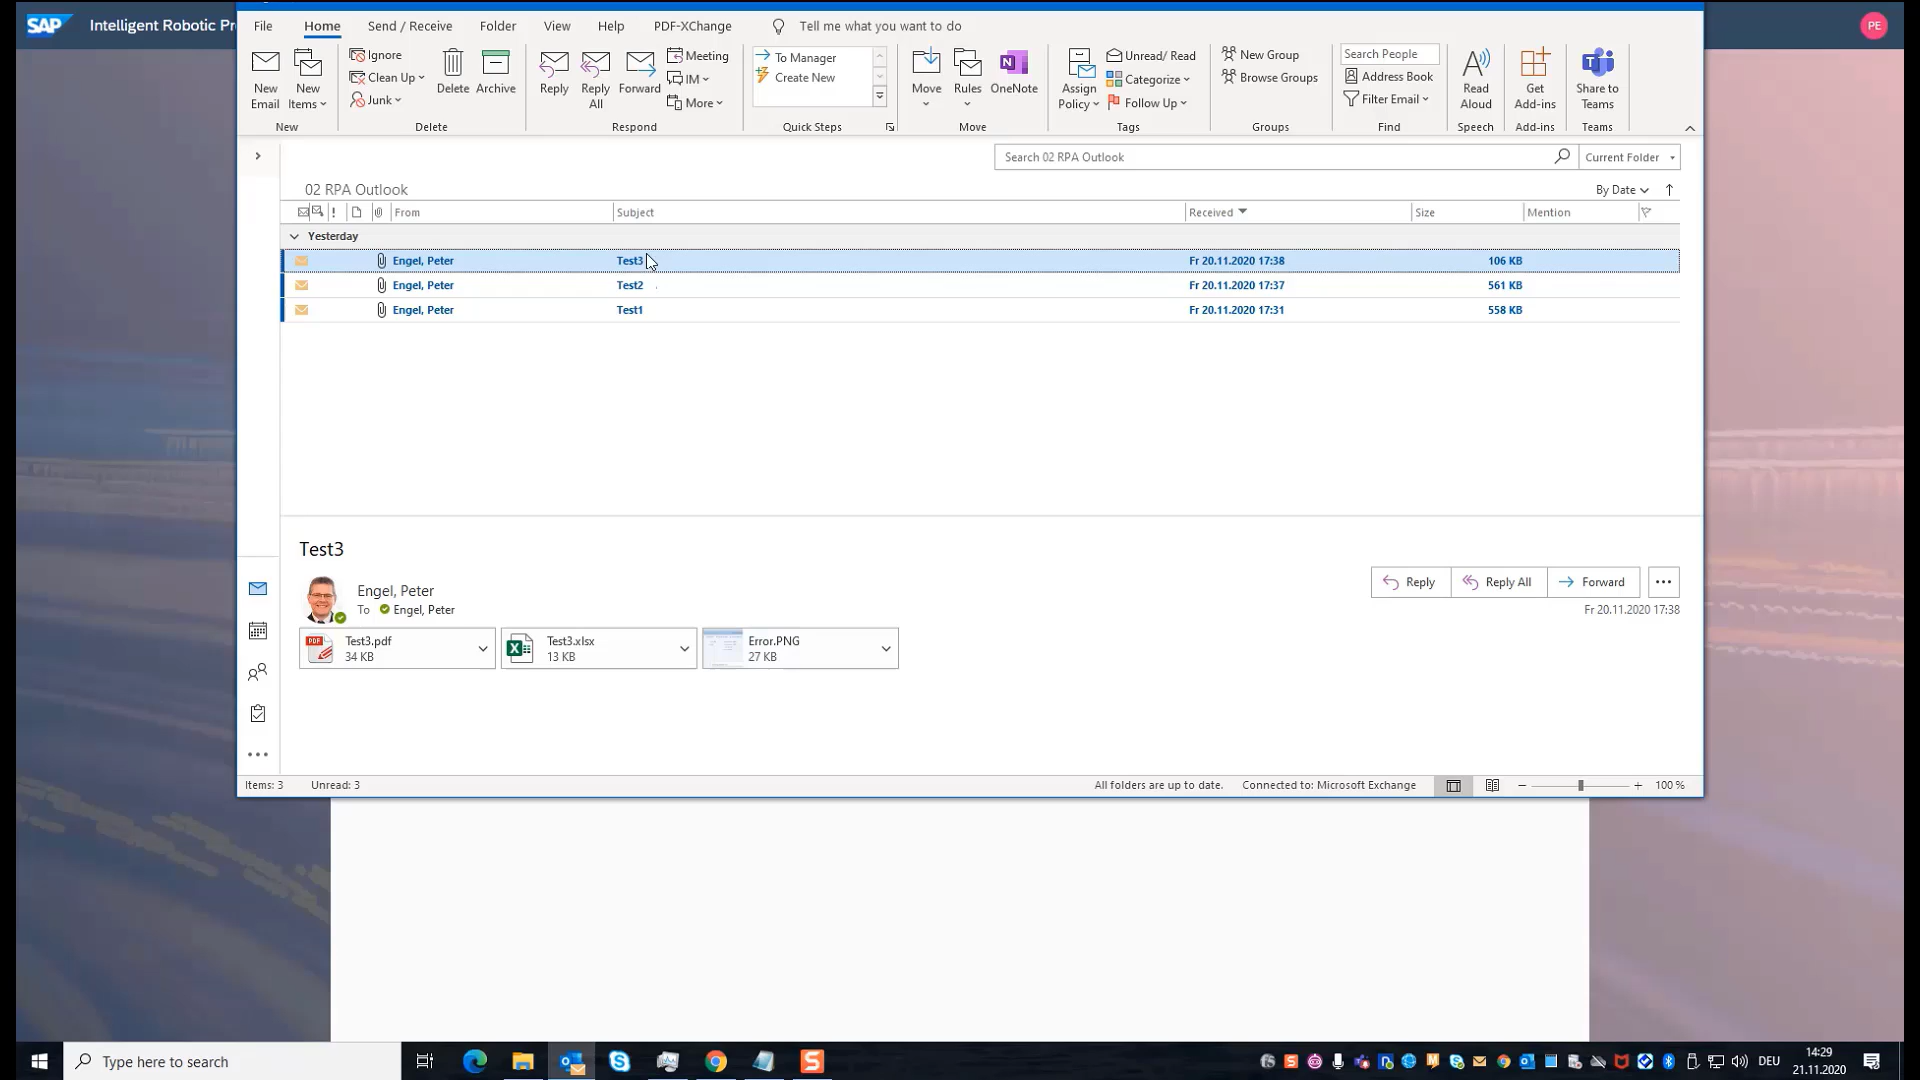 SAP Intelligent Robotic Pr
PE
File Home Send / Receive Folder View Help PDF-XChange Tell me what you want to do
New Email
New Items
New
Ignore
Clean Up
Junk
Delete
Archive
Delete
Reply
Reply All
Forward
Meeting
IM
More
Respond
To Manager
Create New
Quick Steps
Move
Rules
OneNote
Move
Assign Policy
Unread/ Read
Categorize
Follow Up
Tags
New Group
Browse Groups
Groups
Search People
Address Book
Filter Email
Find
Read Aloud
Speech
Get Add-ins
Add-ins
Share to Teams
Teams
Search 02 RPA Outlook Current Folder
02 RPA Outlook By Date
! From Subject Received Size Mention
Yesterday
Engel, Peter Test3 Fr 20.11.2020 17:38 106 KB
Engel, Peter Test2 Fr 20.11.2020 17:37 561 KB
Engel, Peter Test1 Fr 20.11.2020 17:31 558 KB
Test3
Engel, Peter
To Engel, Peter
Reply Reply All Forward
Fr 20.11.2020 17:38
PDF Test3.pdf
34 KB
Test3.xlsx
13 KB
Error.PNG
27 KB
Items: 3 Unread: 3 All folders are up to date. Connected to: Microsoft Exchange 100 %
Type here to search
DEU
14:29
21.11.2020